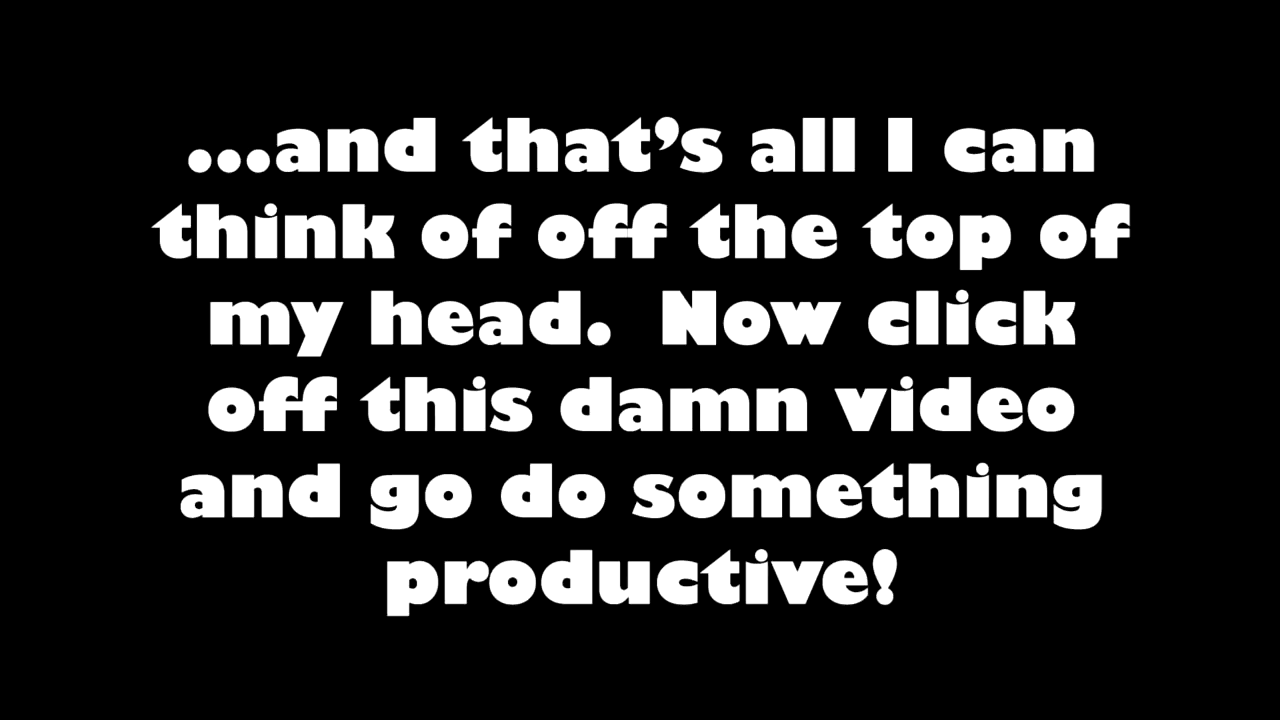 ...and that's all I can
think of off the top of
my head.  Now click
off this damn video
and go do something
productive!